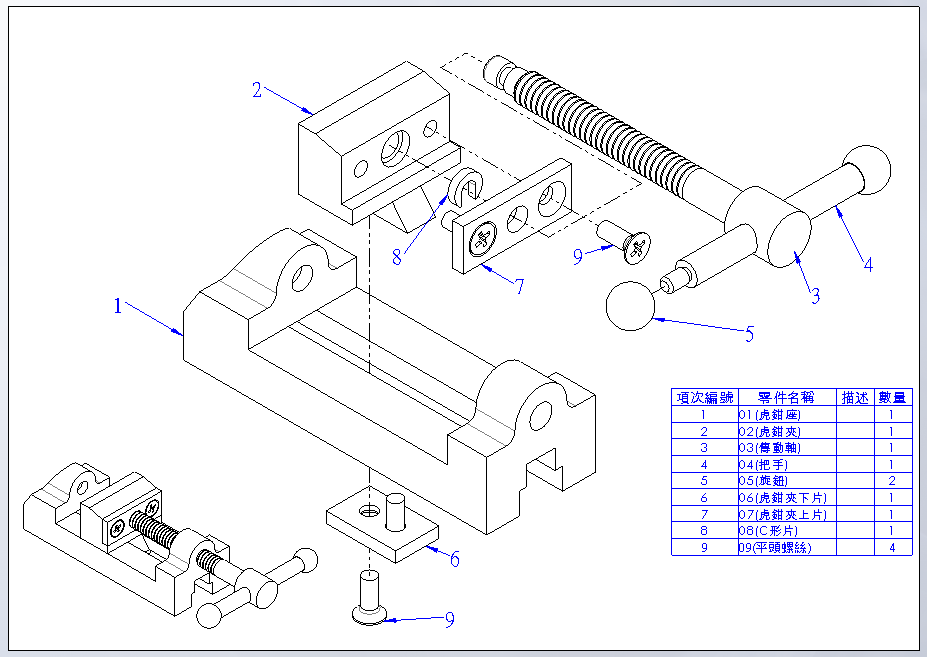 2
8
7
9
3
4
5
1
6
9
項次編號 零件名稱 描述 數量
1 01(虎鉗座) 1
2 02(虎鉗夾) 1
3 03(傳動軸) 1
4 04(把手) 1
5 05(旋鈕) 2
6 06(虎鉗夾下片) 1
7 07(虎鉗夾上片) 1
8 08(C形片) 1
9 09(平頭螺絲) 4